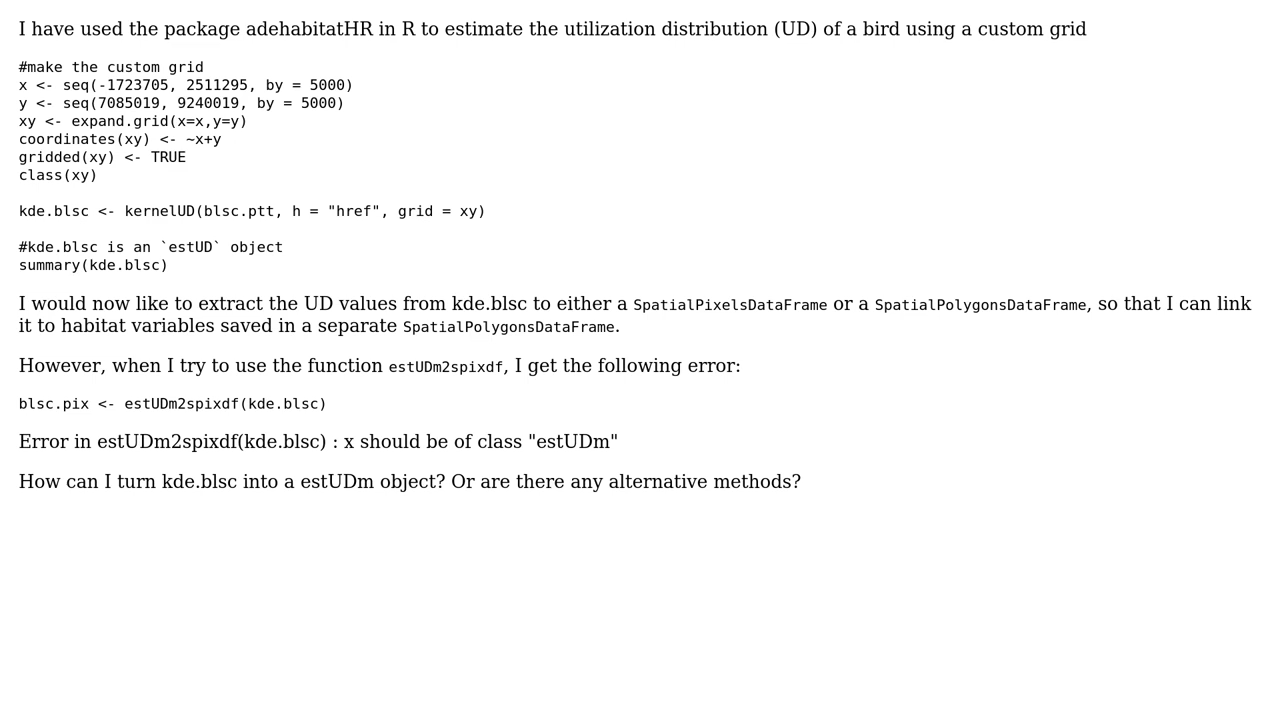 I have used the package adehabitatHR in R to estimate the utilization distribution (UD) of a bird using a custom grid
#make the custom grid
x <- seq(-1723705, 2511295, by = 5000)
y <- seq(7085019, 9240019, by = 5000)
xy <- expand.grid(x=x,y=y)
coordinates(xy) <- ~x+y
gridded(xy) <- TRUE
class(xy)
kde.blsc <- kernelUD(blsc.ptt, h = "href", grid = xy)
#kde.blsc is an `estUD` object
summary(kde.blsc)
I would now like to extract the UD values from kde.blsc to either a SpatialPixelsDataFrame or a SpatialPolygonsDataFrame, so that I can link
it to habitat variables saved in a separate SpatialPolygonsDataFrame.
However, when I try to use the function estUDm2spixdf, I get the following error:
blsc.pix <- estUDm2spixdf(kde.blsc)
Error in estUDm2spixdf(kde.blsc) : x should be of class "estUDm"
How can I turn kde.blsc into a estUDm object? Or are there any alternative methods?